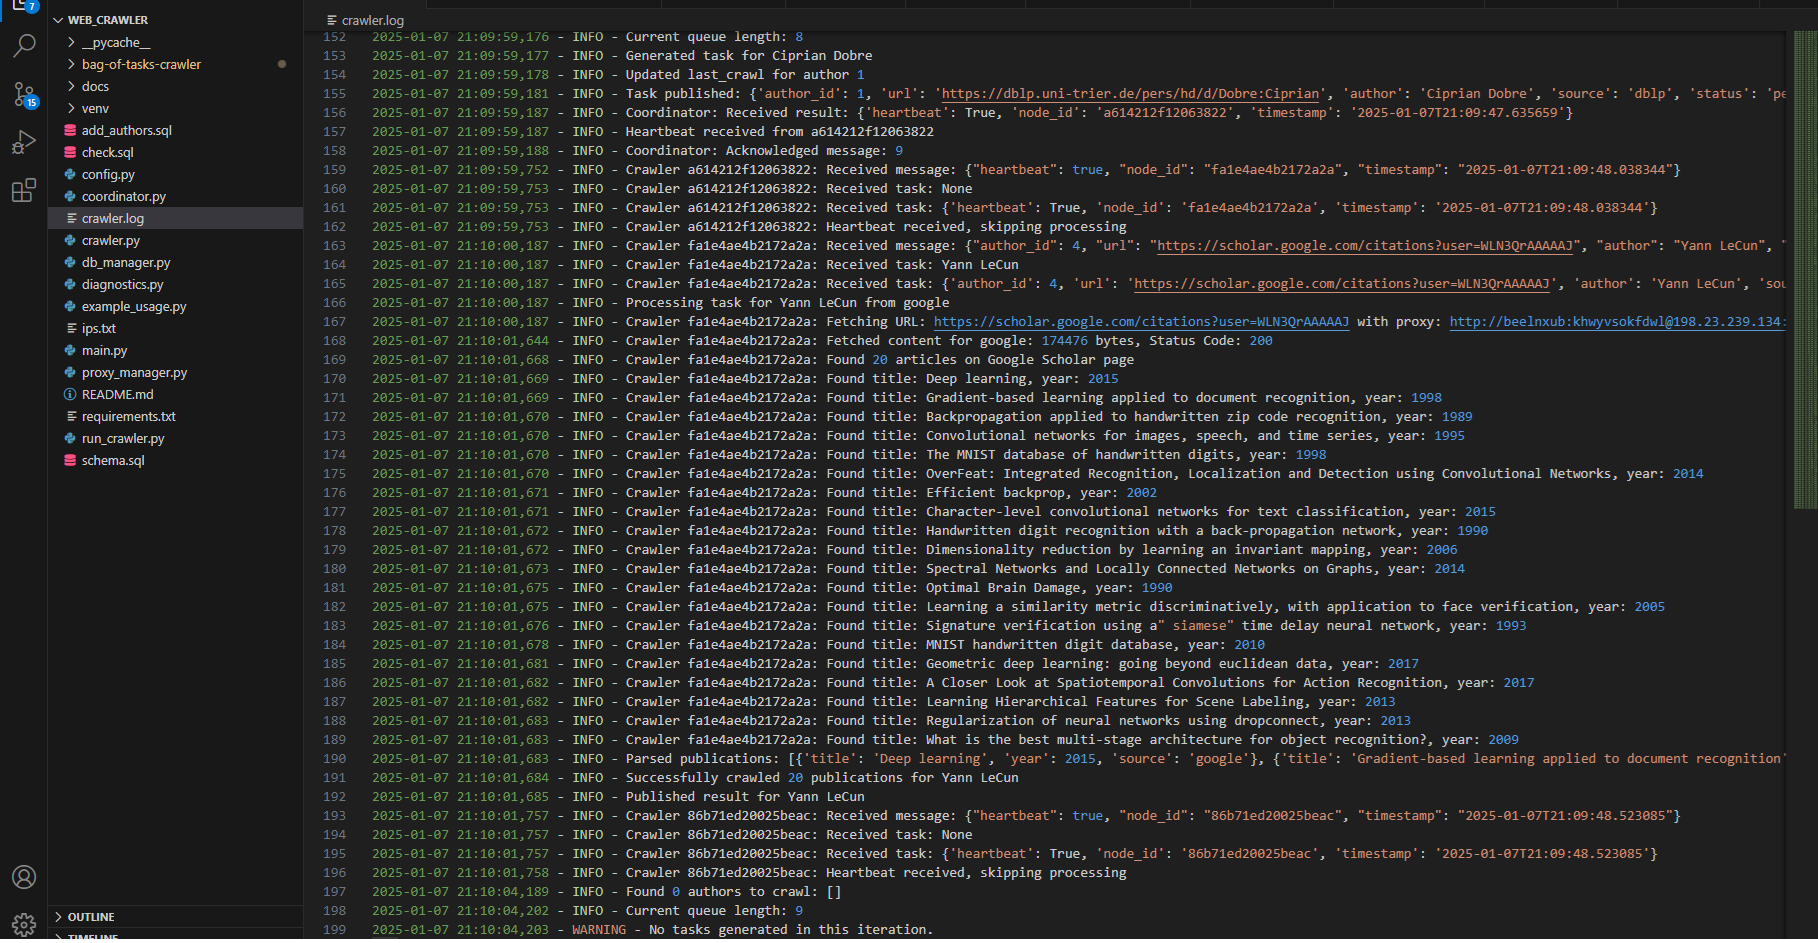 7
WEB_CRAWLER
__pycache__
bag-of-tasks-crawler
docs
venv
add_authors.sql
check.sql
config.py
coordinator.py
crawler.log
crawler.py
db_manager.py
diagnostics.py
example_usage.py
ips.txt
main.py
proxy_manager.py
README.md
requirements.txt
run_crawler.py
schema.sql
15
OUTLINE
TIMELINE
crawler.log
152 2025-01-07 21:09:59,176 - INFO - Current queue length: 8
153 2025-01-07 21:09:59,177 - INFO - Generated task for Ciprian Dobre
154 2025-01-07 21:09:59,178 - INFO - Updated last_crawl for author 1
155 2025-01-07 21:09:59,181 - INFO - Task published: {'author_id': 1, 'url': 'https://dblp.uni-trier.de/pers/hd/d/Dobre:Ciprian', 'author': 'Ciprian Dobre', 'source': 'dblp', 'status': 'pe
156 2025-01-07 21:09:59,187 - INFO - Coordinator: Received result: {'heartbeat': True, 'node_id': 'a614212f12063822', 'timestamp': '2025-01-07T21:09:47.635659'}
157 2025-01-07 21:09:59,187 - INFO - Heartbeat received from a614212f12063822
158 2025-01-07 21:09:59,188 - INFO - Coordinator: Acknowledged message: 9
159 2025-01-07 21:09:59,752 - INFO - Crawler a614212f12063822: Received message: {"heartbeat": true, "node_id": "fa1e4ae4b2172a2a", "timestamp": "2025-01-07T21:09:48.038344"}
160 2025-01-07 21:09:59,753 - INFO - Crawler a614212f12063822: Received task: None
161 2025-01-07 21:09:59,753 - INFO - Crawler a614212f12063822: Received task: {'heartbeat': True, 'node_id': 'fa1e4ae4b2172a2a', 'timestamp': '2025-01-07T21:09:48.038344'}
162 2025-01-07 21:09:59,753 - INFO - Crawler a614212f12063822: Heartbeat received, skipping processing
163 2025-01-07 21:10:00,187 - INFO - Crawler fa1e4ae4b2172a2a: Received message: {"author_id": 4, "url": "https://scholar.google.com/citations?user=WLN3QrAAAAAJ", "author": "Yann LeCun", "
164 2025-01-07 21:10:00,187 - INFO - Crawler fa1e4ae4b2172a2a: Received task: Yann LeCun
165 2025-01-07 21:10:00,187 - INFO - Crawler fa1e4ae4b2172a2a: Received task: {'author_id': 4, 'url': 'https://scholar.google.com/citations?user=WLN3QrAAAAAJ', 'author': 'Yann LeCun', 'sou
166 2025-01-07 21:10:00,187 - INFO - Processing task for Yann LeCun from google
167 2025-01-07 21:10:00,187 - INFO - Crawler fa1e4ae4b2172a2a: Fetching URL: https://scholar.google.com/citations?user=WLN3QrAAAAAJ with proxy: http://beelnxub:khwyvsokfdwl@198.23.239.134:
168 2025-01-07 21:10:01,644 - INFO - Crawler fa1e4ae4b2172a2a: Fetched content for google: 174476 bytes, Status Code: 200
169 2025-01-07 21:10:01,668 - INFO - Crawler fa1e4ae4b2172a2a: Found 20 articles on Google Scholar page
170 2025-01-07 21:10:01,669 - INFO - Crawler fa1e4ae4b2172a2a: Found title: Deep learning, year: 2015
171 2025-01-07 21:10:01,669 - INFO - Crawler fa1e4ae4b2172a2a: Found title: Gradient-based learning applied to document recognition, year: 1998
172 2025-01-07 21:10:01,670 - INFO - Crawler fa1e4ae4b2172a2a: Found title: Backpropagation applied to handwritten zip code recognition, year: 1989
173 2025-01-07 21:10:01,670 - INFO - Crawler fa1e4ae4b2172a2a: Found title: Convolutional networks for images, speech, and time series, year: 1995
174 2025-01-07 21:10:01,670 - INFO - Crawler fa1e4ae4b2172a2a: Found title: The MNIST database of handwritten digits, year: 1998
175 2025-01-07 21:10:01,670 - INFO - Crawler fa1e4ae4b2172a2a: Found title: OverFeat: Integrated Recognition, Localization and Detection using Convolutional Networks, year: 2014
176 2025-01-07 21:10:01,671 - INFO - Crawler fa1e4ae4b2172a2a: Found title: Efficient backprop, year: 2002
177 2025-01-07 21:10:01,671 - INFO - Crawler fa1e4ae4b2172a2a: Found title: Character-level convolutional networks for text classification, year: 2015
178 2025-01-07 21:10:01,672 - INFO - Crawler fa1e4ae4b2172a2a: Found title: Handwritten digit recognition with a back-propagation network, year: 1990
179 2025-01-07 21:10:01,672 - INFO - Crawler fa1e4ae4b2172a2a: Found title: Dimensionality reduction by learning an invariant mapping, year: 2006
180 2025-01-07 21:10:01,673 - INFO - Crawler fa1e4ae4b2172a2a: Found title: Spectral Networks and Locally Connected Networks on Graphs, year: 2014
181 2025-01-07 21:10:01,675 - INFO - Crawler fa1e4ae4b2172a2a: Found title: Optimal Brain Damage, year: 1990
182 2025-01-07 21:10:01,675 - INFO - Crawler fa1e4ae4b2172a2a: Found title: Learning a similarity metric discriminatively, with application to face verification, year: 2005
183 2025-01-07 21:10:01,676 - INFO - Crawler fa1e4ae4b2172a2a: Found title: Signature verification using a" siamese" time delay neural network, year: 1993
184 2025-01-07 21:10:01,678 - INFO - Crawler fa1e4ae4b2172a2a: Found title: MNIST handwritten digit database, year: 2010
185 2025-01-07 21:10:01,681 - INFO - Crawler fa1e4ae4b2172a2a: Found title: Geometric deep learning: going beyond euclidean data, year: 2017
186 2025-01-07 21:10:01,682 - INFO - Crawler fa1e4ae4b2172a2a: Found title: A Closer Look at Spatiotemporal Convolutions for Action Recognition, year: 2017
187 2025-01-07 21:10:01,682 - INFO - Crawler fa1e4ae4b2172a2a: Found title: Learning Hierarchical Features for Scene Labeling, year: 2013
188 2025-01-07 21:10:01,683 - INFO - Crawler fa1e4ae4b2172a2a: Found title: Regularization of neural networks using dropconnect, year: 2013
189 2025-01-07 21:10:01,683 - INFO - Crawler fa1e4ae4b2172a2a: Found title: What is the best multi-stage architecture for object recognition?, year: 2009
190 2025-01-07 21:10:01,683 - INFO - Parsed publications: [{'title': 'Deep learning', 'year': 2015, 'source': 'google'}, {'title': 'Gradient-based learning applied to document recognition'
191 2025-01-07 21:10:01,684 - INFO - Successfully crawled 20 publications for Yann LeCun
192 2025-01-07 21:10:01,685 - INFO - Published result for Yann LeCun
193 2025-01-07 21:10:01,757 - INFO - Crawler 86b71ed20025beac: Received message: {"heartbeat": true, "node_id": "86b71ed20025beac", "timestamp": "2025-01-07T21:09:48.523085"}
194 2025-01-07 21:10:01,757 - INFO - Crawler 86b71ed20025beac: Received task: None
195 2025-01-07 21:10:01,757 - INFO - Crawler 86b71ed20025beac: Received task: {'heartbeat': True, 'node_id': '86b71ed20025beac', 'timestamp': '2025-01-07T21:09:48.523085'}
196 2025-01-07 21:10:01,758 - INFO - Crawler 86b71ed20025beac: Heartbeat received, skipping processing
197 2025-01-07 21:10:04,189 - INFO - Found 0 authors to crawl: []
198 2025-01-07 21:10:04,202 - INFO - Current queue length: 9
199 2025-01-07 21:10:04,203 - WARNING - No tasks generated in this iteration.